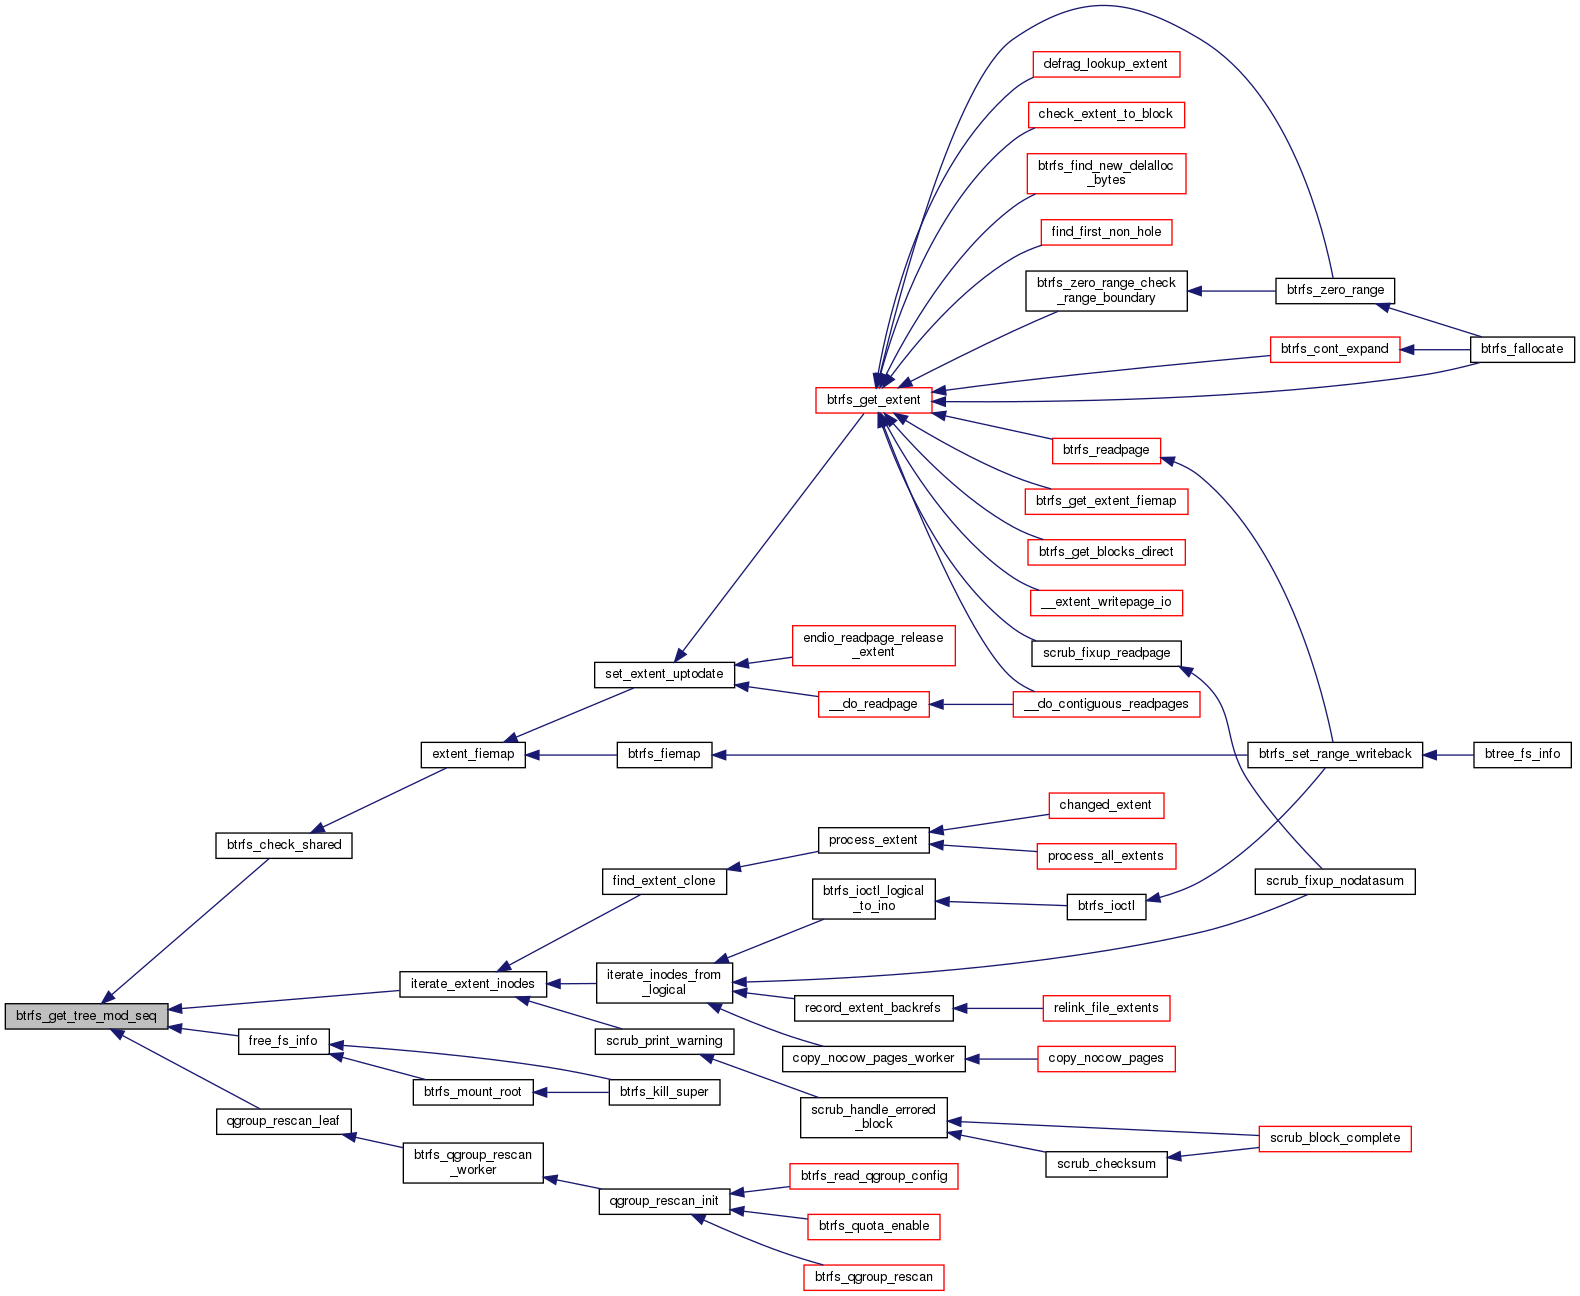 defrag_lookup_extent
check_extent_to_block
btrfs_find_new_delalloc
_bytes
find_first_non_hole
btrfs_zero_range_check
_range_boundary
btrfs_zero_range
btrfs_cont_expand
btrfs_fallocate
btrfs_get_extent
btrfs_readpage
btrfs_get_extent_fiemap
btrfs_get_blocks_direct
__extent_writepage_io
endio_readpage_release
_extent
scrub_fixup_readpage
set_extent_uptodate
__do_readpage
__do_contiguous_readpages
extent_fiemap
btrfs_fiemap
btrfs_set_range_writeback
btree_fs_info
changed_extent
btrfs_check_shared
process_extent
process_all_extents
find_extent_clone
scrub_fixup_nodatasum
btrfs_ioctl_logical
_to_ino
btrfs_ioctl
iterate_extent_inodes
iterate_inodes_from
_logical
record_extent_backrefs
relink_file_extents
btrfs_get_tree_mod_seq
free_fs_info
scrub_print_warning
copy_nocow_pages_worker
copy_nocow_pages
btrfs_mount_root
btrfs_kill_super
qgroup_rescan_leaf
scrub_handle_errored
_block
scrub_block_complete
btrfs_qgroup_rescan
_worker
scrub_checksum
btrfs_read_qgroup_config
qgroup_rescan_init
btrfs_quota_enable
btrfs_qgroup_rescan